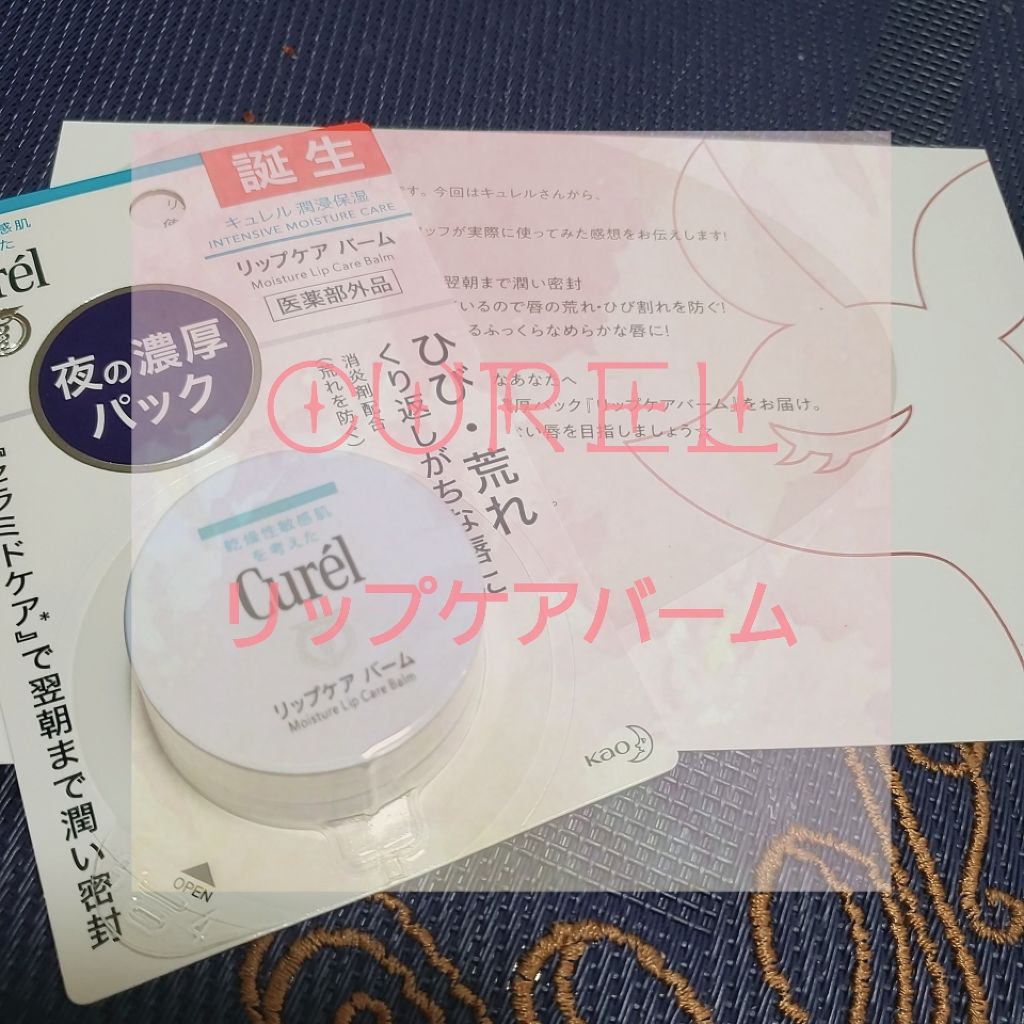 誕生
キュレル 潤浸保湿
INTENSIVE MOISTURE CARE
リップケア バーム
Moisture Lip Care Balm
医薬部外品
感肌
た
rél
夜の濃厚
パック
ひび・荒れ
くり返しがちな唇に
消炎剤配合
(荒れを防ぐ)
『セラミドケア*』で翌朝まで潤い密封
乾燥性敏感肌
を考えた
Curél
リップケア バーム
Moisture Lip Care Balm
OPEN
Kao
す。今回はキュレルさんから、
ッフが実際に使ってみた感想をお伝えします!
翌朝まで潤い密封
いるので唇の荒れ・ひび割れを防ぐ!
るふっくらなめらかな唇に!
なあなたへ
厚パック『リップケアバーム』をお届け。
い唇を目指しましょう☆
CUREL
リップケアバーム